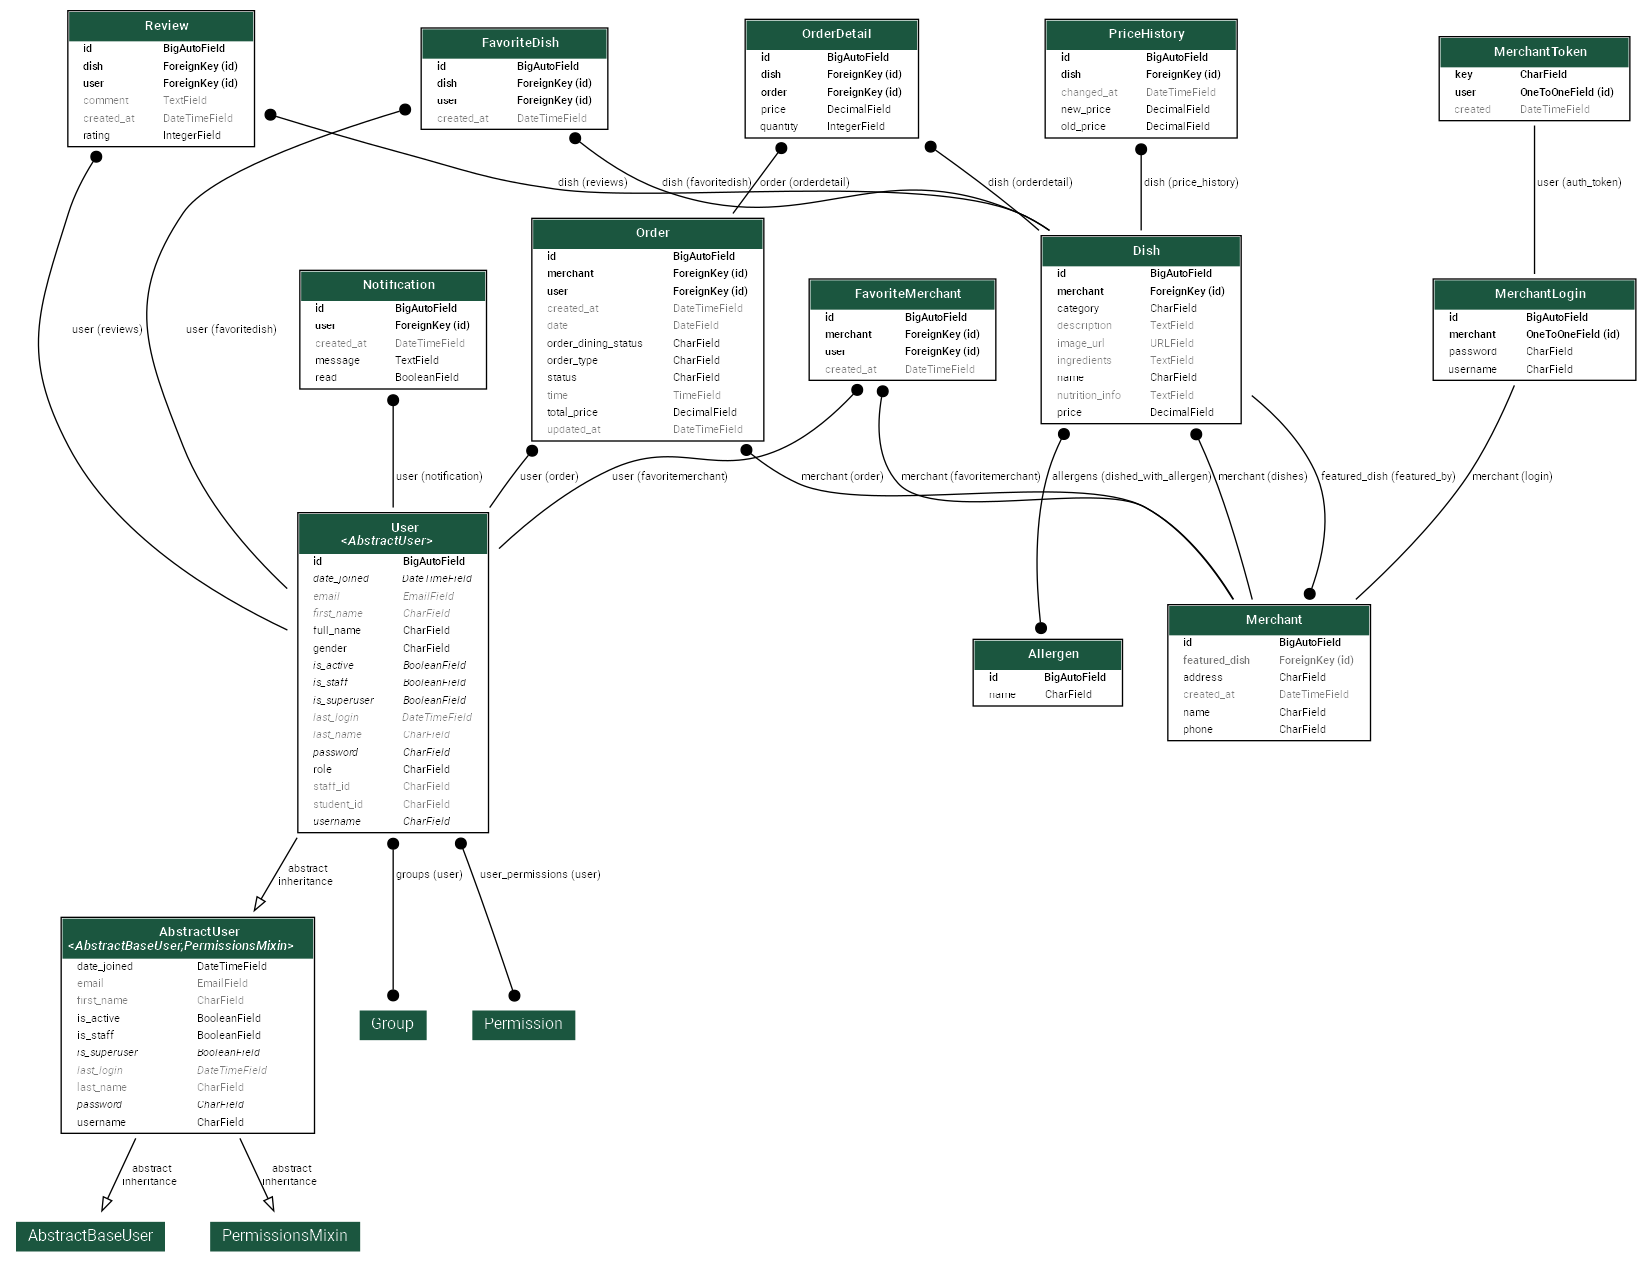 Review
id BigAutoField
dish ForeignKey (id)
user ForeignKey (id)
comment TextField
created_at DateTimeField
rating IntegerField
FavoriteDish
id BigAutoField
dish ForeignKey (id)
user ForeignKey (id)
created_at DateTimeField
OrderDetail
id BigAutoField
dish ForeignKey (id)
order ForeignKey (id)
price DecimalField
quantity IntegerField
PriceHistory
id BigAutoField
dish ForeignKey (id)
changed_at DateTimeField
new_price DecimalField
old_price DecimalField
MerchantToken
key CharField
user OneToOneField (id)
created DateTimeField
dish (reviews)
dish (favoritedish)
order (orderdetail)
dish (orderdetail)
dish (price_history)
user (auth_token)
Order
id BigAutoField
merchant ForeignKey (id)
user ForeignKey (id)
created_at DateTimeField
date DateField
order_dining_status CharField
order_type CharField
status CharField
time TimeField
total_price DecimalField
updated_at DateTimeField
Dish
id BigAutoField
merchant ForeignKey (id)
category CharField
description TextField
image_url URLField
ingredients TextField
name CharField
nutrition_info TextField
price DecimalField
Notification
id BigAutoField
user ForeignKey (id)
created_at DateTimeField
message TextField
read BooleanField
FavoriteMerchant
id BigAutoField
merchant ForeignKey (id)
user ForeignKey (id)
created_at DateTimeField
MerchantLogin
id BigAutoField
merchant OneToOneField (id)
password CharField
username CharField
user (reviews)
user (favoritedish)
user (notification)
user (order)
user (favoritemerchant)
merchant (order)
merchant (favoritemerchant)
allergens (dished_with_allergen)
merchant (dishes)
featured_dish (featured_by)
merchant (login)
User
<AbstractUser>
id BigAutoField
date_joined DateTimeField
email EmailField
first_name CharField
full_name CharField
gender CharField
is_active BooleanField
is_staff BooleanField
is_superuser BooleanField
last_login DateTimeField
last_name CharField
password CharField
role CharField
staff_id CharField
student_id CharField
username CharField
Allergen
id BigAutoField
name CharField
Merchant
id BigAutoField
featured_dish ForeignKey (id)
address CharField
created_at DateTimeField
name CharField
phone CharField
abstract
inheritance
groups (user)
user_permissions (user)
AbstractUser
<AbstractBaseUser,PermissionsMixin>
date_joined DateTimeField
email EmailField
first_name CharField
is_active BooleanField
is_staff BooleanField
is_superuser BooleanField
last_login DateTimeField
last_name CharField
password CharField
username CharField
Group
Permission
abstract
inheritance
abstract
inheritance
AbstractBaseUser
PermissionsMixin